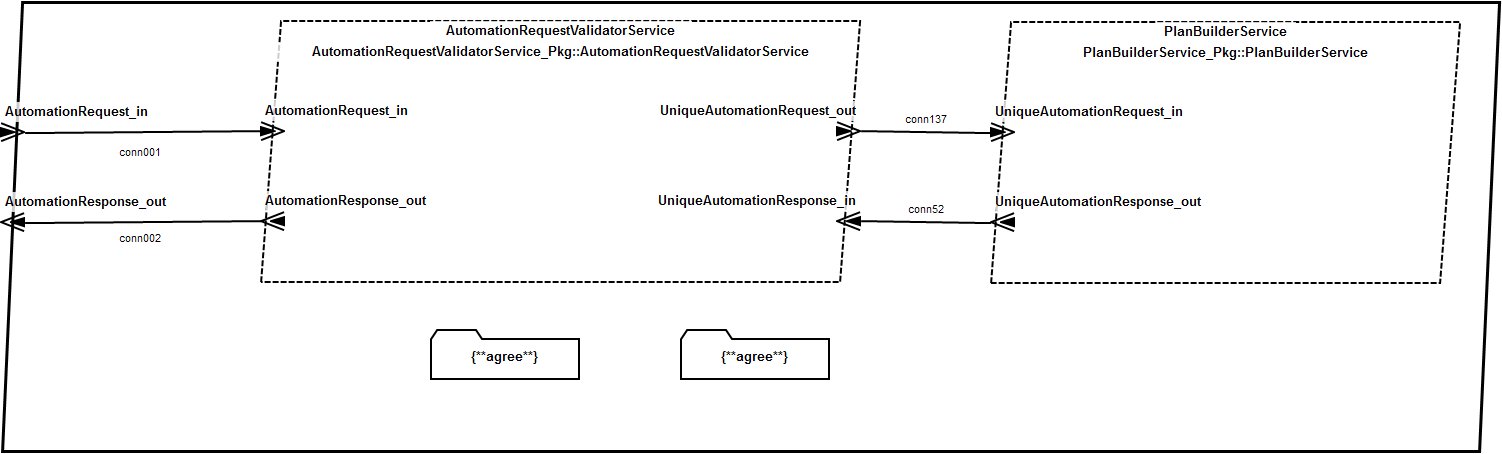 AutomationRequestValidatorService
AutomationRequestValidatorService_Pkg::AutomationRequestValidatorService
PlanBuilderService
PlanBuilderService_Pkg::PlanBuilderService
AutomationRequest_in
AutomationRequest_in
UniqueAutomationRequest_out
UniqueAutomationRequest_in
conn001
conn137
AutomationResponse_out
AutomationResponse_out
UniqueAutomationResponse_in
UniqueAutomationResponse_out
conn002
conn52
{**agree**}
{**agree**}